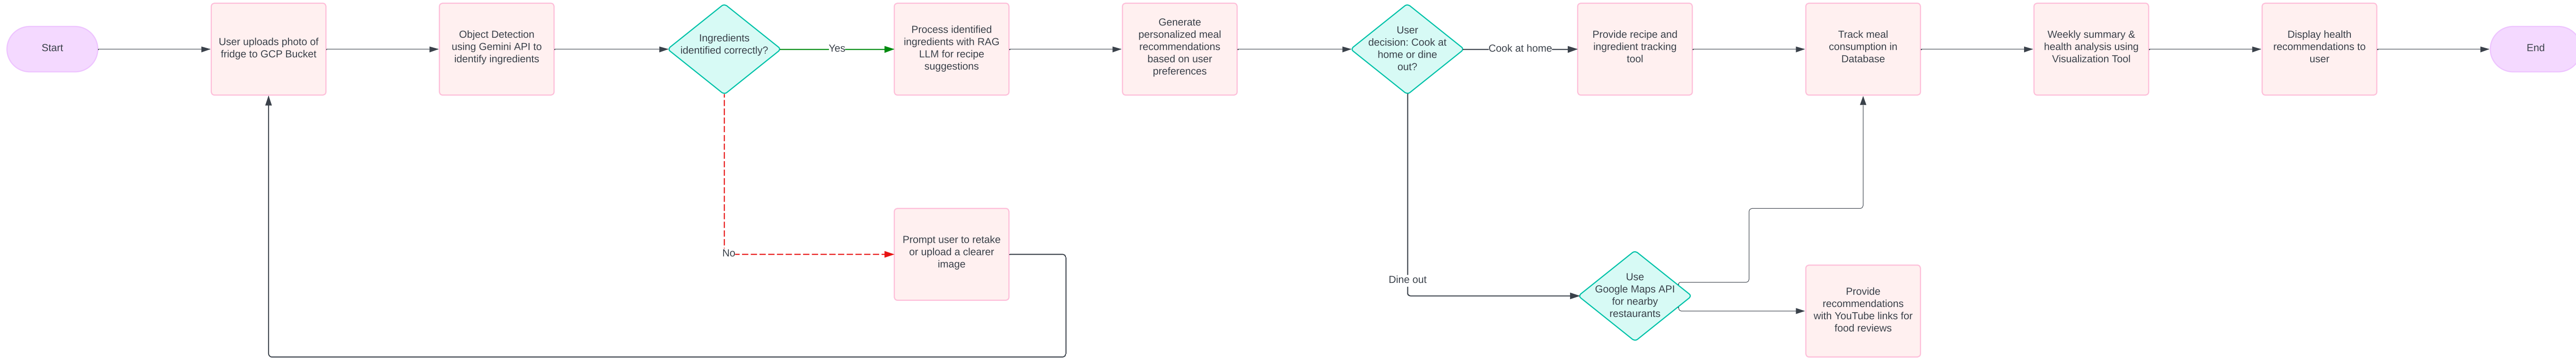 Start
User uploads photo of
fridge to GCP Bucket
Object Detection
using Gemini API to
identify ingredients
Ingredients
identified correctly?
Yes
Process identified
ingredients with RAG
LLM for recipe
suggestions
Generate
personalized meal
recommendations
based on user
preferences
User
decision: Cook at
home or dine
out?
Cook at home
Provide recipe and
ingredient tracking
tool
Track meal
consumption in
Database
Weekly summary &
health analysis using
Visualization Tool
Display health
recommendations to
user
End
No
Prompt user to retake
or upload a clearer
image
Dine out
Use
Google Maps API
for nearby
restaurants
Provide
recommendations
with YouTube links for
food reviews